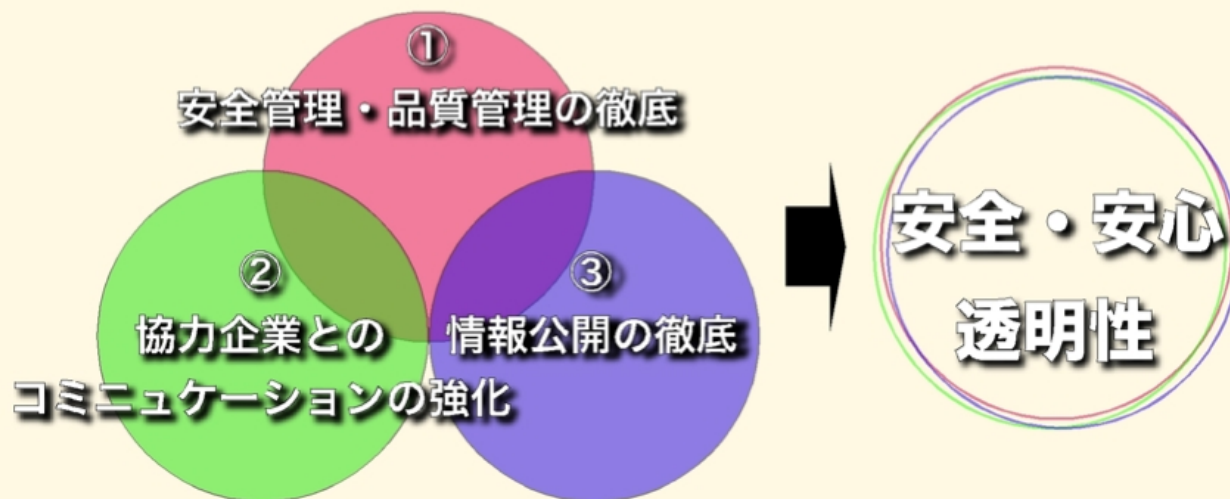 ①
安全管理・品質管理の徹底
②
協力企業との
コミニュケーションの強化
③
情報公開の徹底
安全・安心
透明性